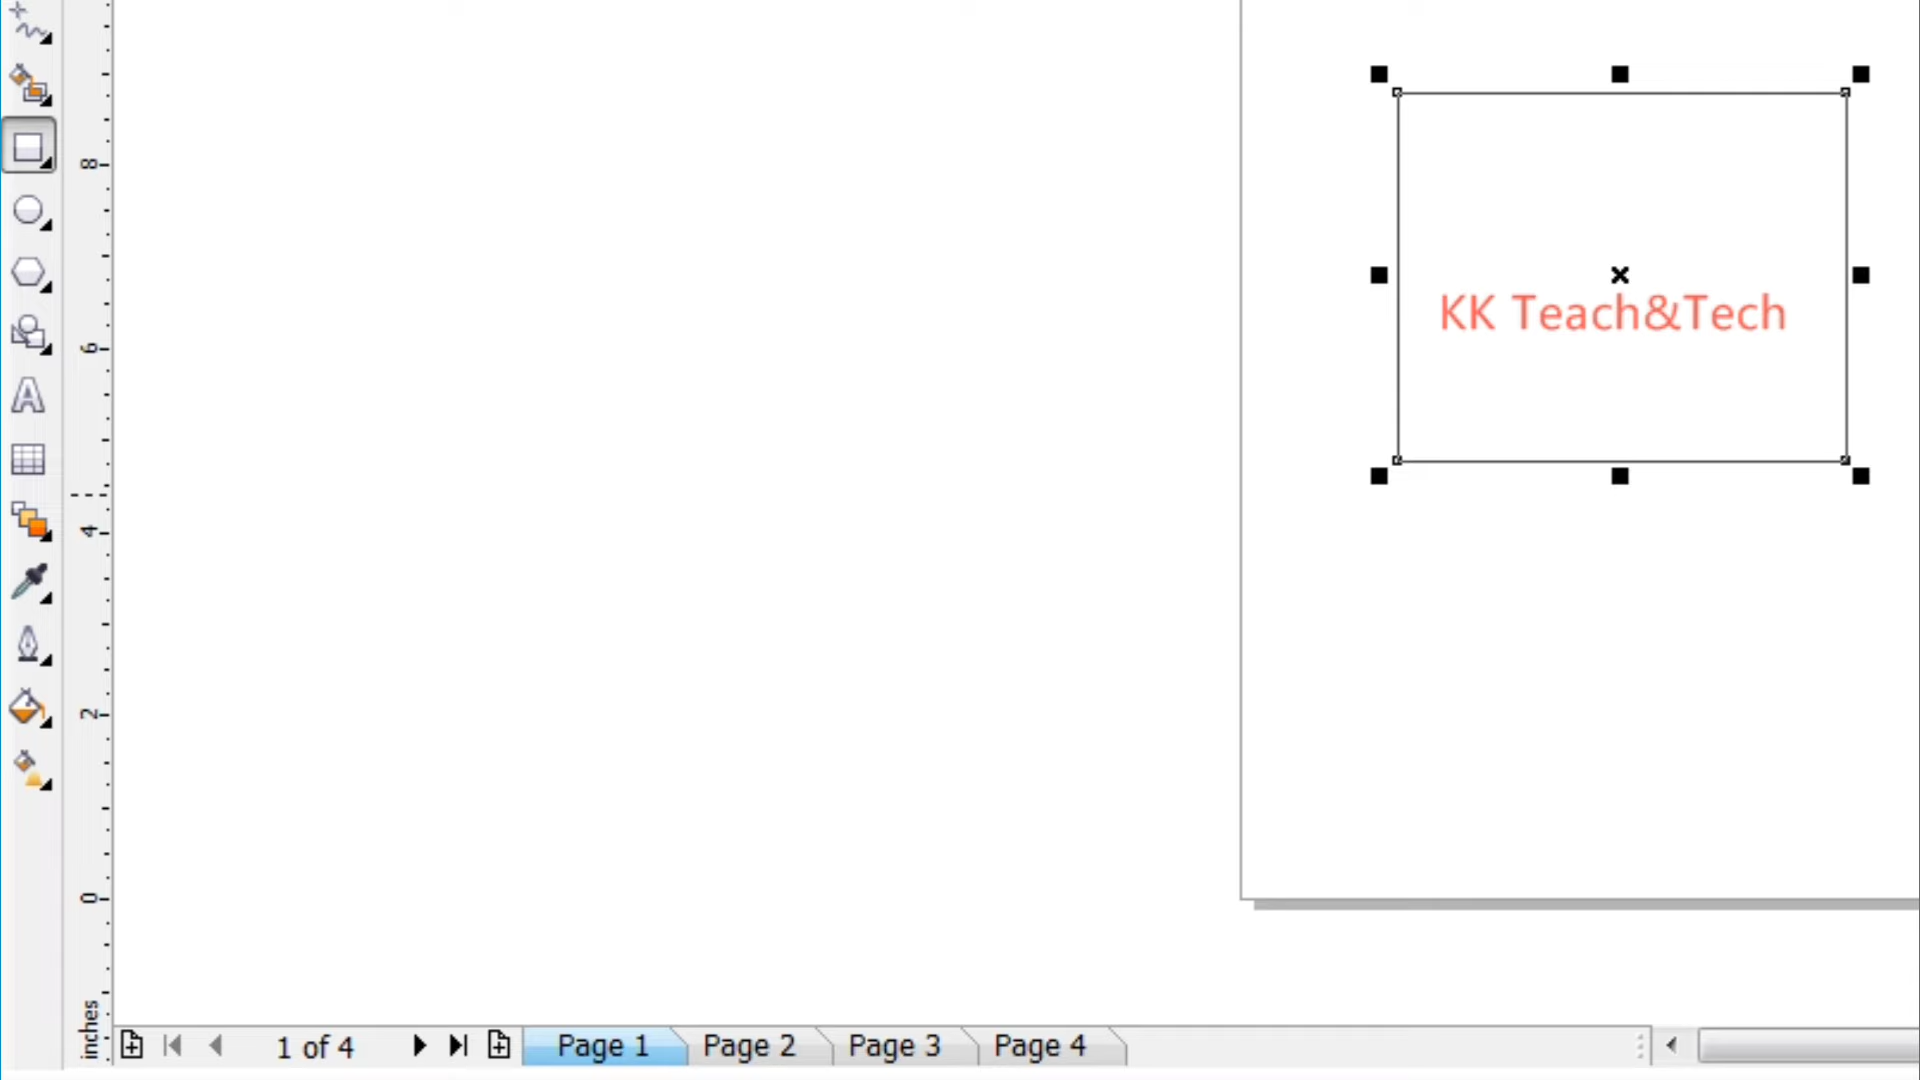 8
6
KK Teach&Tech
4
2
0
inches
1 of 4
Page 1
Page 2
Page 3
Page 4